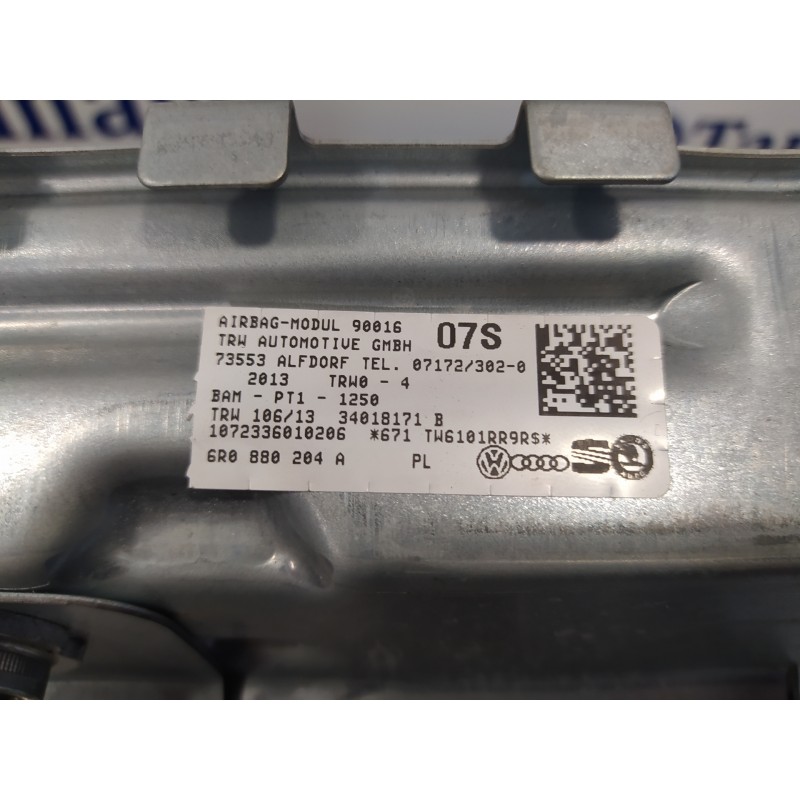 AIRBAG-MODUL 90016 07S
TRW AUTOMOTIVE GMBH
73553 ALFDORF TEL. 07172/302-0
2013 TRW0 - 4
BAM - PT1 - 1250
TRW 106/13 34018171 B
1072336010206 *671 TW6101RR9R$*
6R0 880 204 A PL